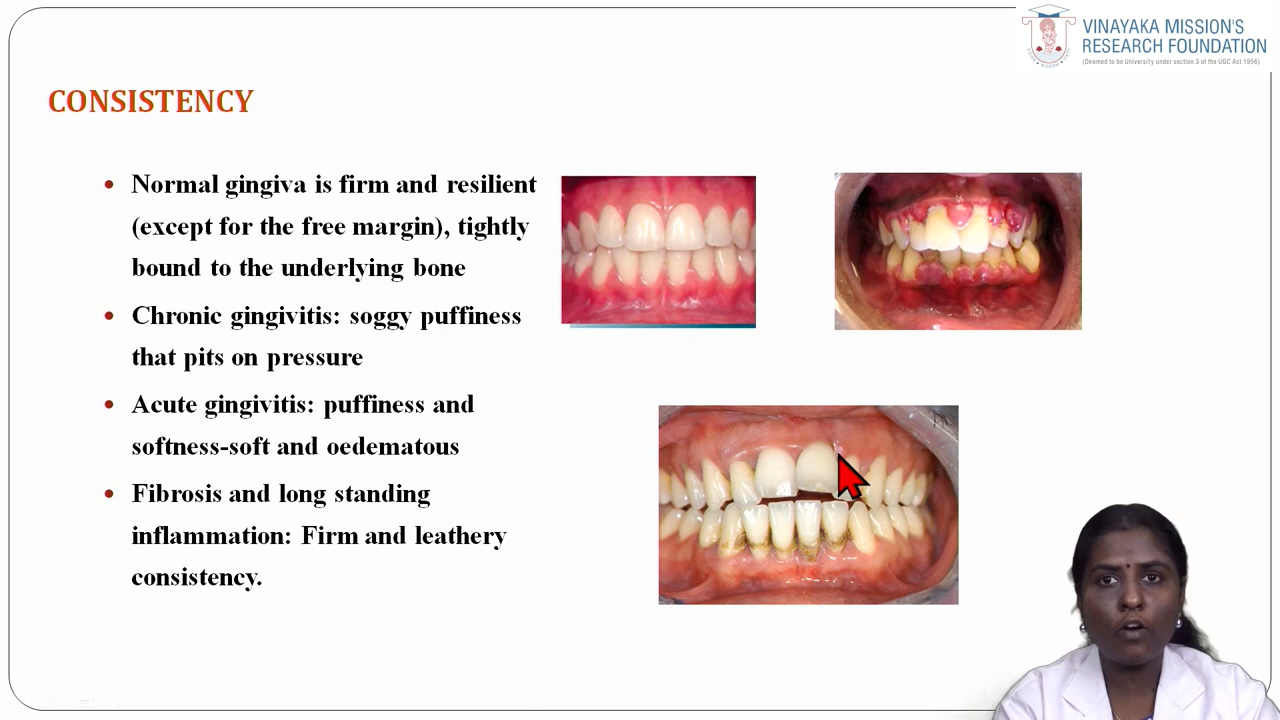 VINAYAKA MISSION'S
RESEARCH FOUNDATION
(Deemed to be University under section 3 of the UGC Act 1956)
CONSISTENCY
• Normal gingiva is firm and resilient
(except for the free margin), tightly
bound to the underlying bone
• Chronic gingivitis: soggy puffiness
that pits on pressure
• Acute gingivitis: puffiness and
softness-soft and oedematous
• Fibrosis and long standing
inflammation: Firm and leathery
consistency.